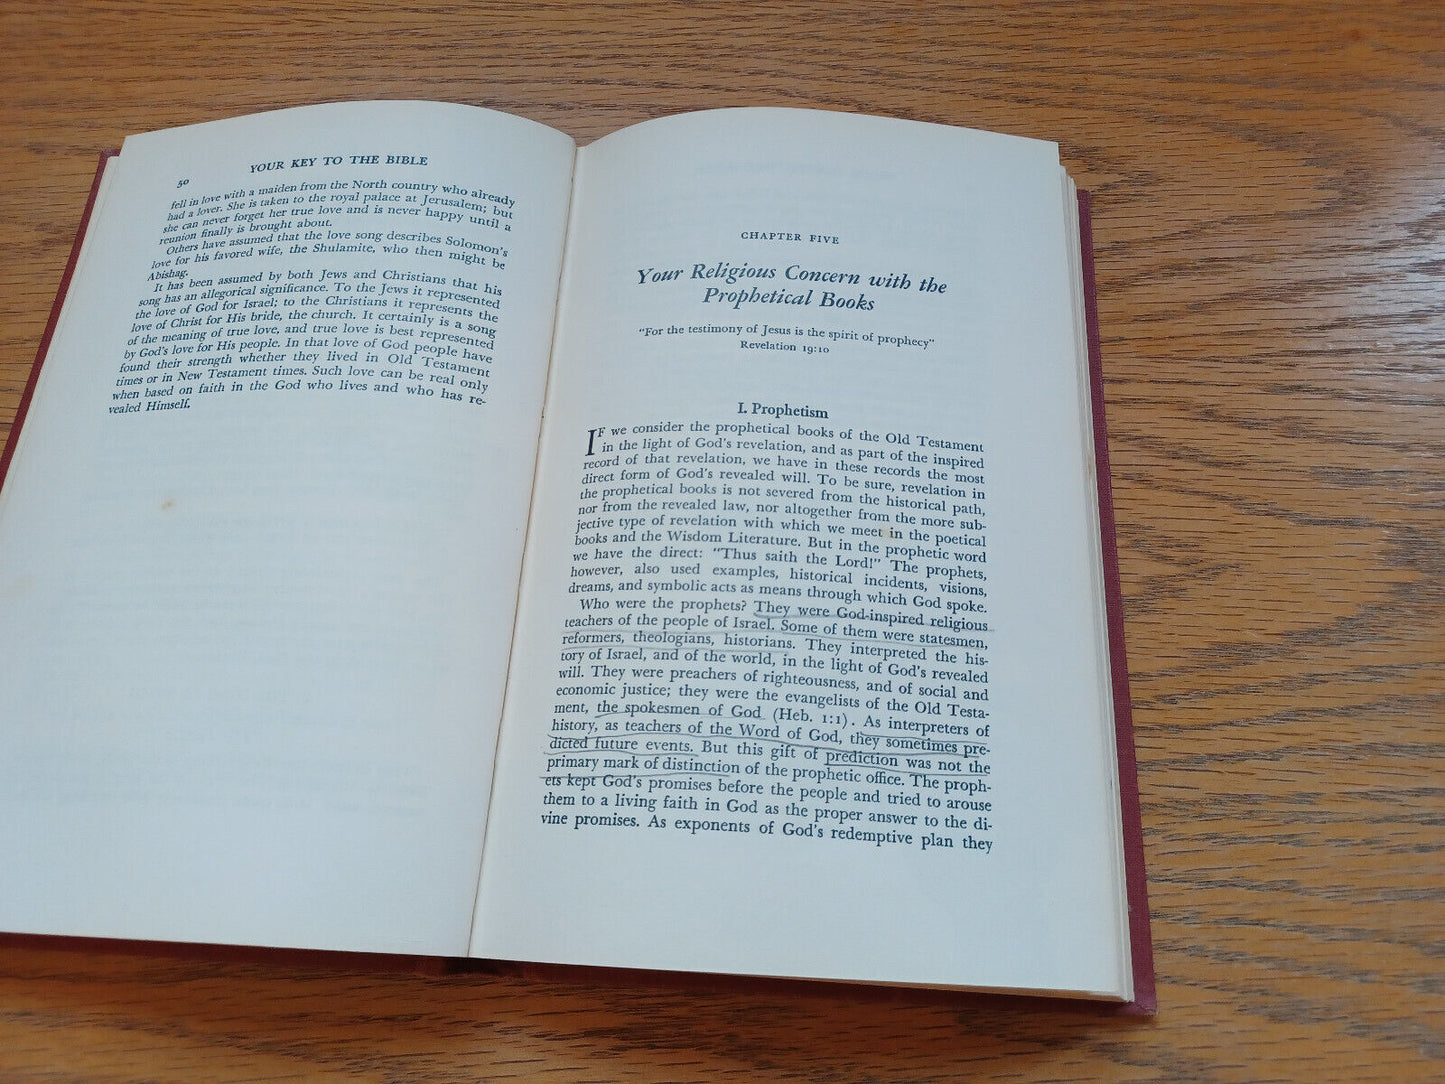 YOUR KEY TO THE BIBLE
50
fell in love with a maiden from the North country who already
had a lover. She is taken to the royal palace at Jerusalem; but
she can never forget her true love and is never happy until a
reunion finally is brought about.
Others have assumed that the love song describes Solomon's
love for his favored wife, the Shulamite, who then might be
Abishag.
It has been assumed by both Jews and Christians that his
song has an allegorical significance. To the Jews it represented
the love of God for Israel; to the Christians it represents the
love of Christ for His bride, the church. It certainly is a song
of the meaning of true love, and true love is best represented
by God's love for His people. In that love of God people have
found their strength whether they lived in Old Testament
times or in New Testament times. Such love can be real only
when based on faith in the God who lives and who has re-
vealed Himself.
CHAPTER FIVE
Your Religious Concern with the
Prophetical Books
"For the testimony of Jesus is the spirit of prophecy"
Revelation 19:10
I. Prophetism
IF we consider the prophetical books of the Old Testament
in the light of God's revelation, and as part of the inspired
record of that revelation, we have in these records the most
direct form of God's revealed will. To be sure, revelation in
the prophetical books is not severed from the historical path,
nor from the revealed law, nor altogether from the more sub-
jective type of revelation with which we meet in the poetical
books and the Wisdom Literature. But in the prophetic word
we have the direct: "Thus saith the Lord!" The prophets,
however, also used examples, historical incidents, visions,
dreams, and symbolic acts as means through which God spoke.
Who were the prophets? They were God-inspired religious
teachers of the people of Israel. Some of them were statesmen,
reformers, theologians, historians. They interpreted the his-
tory of Israel, and of the world, in the light of God's revealed
will. They were preachers of righteousness, and of social and
economic justice; they were the evangelists of the Old Testa-
ment, the spokesmen of God (Heb. 1:1). As interpreters of
history, as teachers of the Word of God, they sometimes pre-
dicted future events. But this gift of prediction was not the
primary mark of distinction of the prophetic office. The proph-
ets kept God's promises before the people and tried to arouse
them to a living faith in God as the proper answer to the di-
vine promises. As exponents of God's redemptive plan they